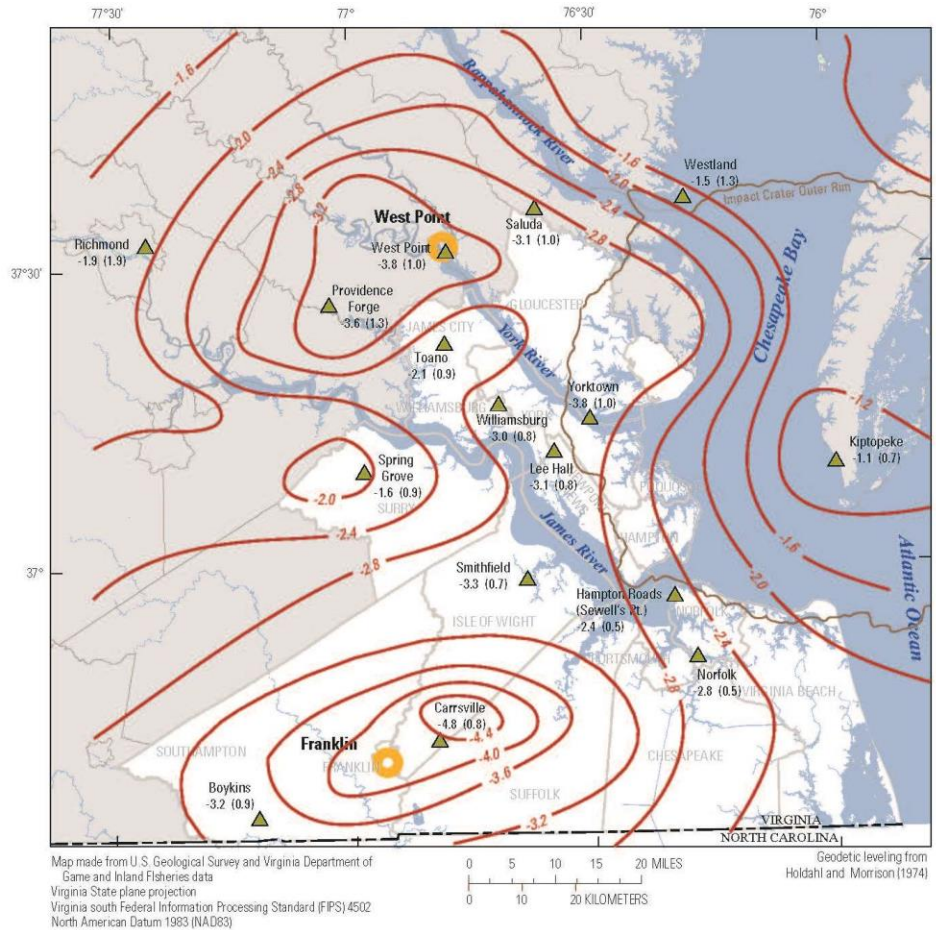 77°30'
77°
76°30'
76°
-1.6
Rappahannock River
-2.0
-2.4
-2.8
-3.2
-1.6
-2.0
-2.4
-2.8
Westland
-1.5 (1.3)
Impact Crater Outer Rim
West Point
West Point
-3.8 (1.0)
Saluda
-3.1 (1.0)
Richmond
-1.9 (1.9)
37°30'
Providence
Forge
-3.6 (1.3)
GLOUCESTER
JAMES CITY
Chesapeake Bay
York River
Toano
-2.1 (0.9)
WILLIAMSBURG
YORK
Williamsburg
3.0 (0.8)
Yorktown
-3.8 (1.0)
-1.2
Kiptopeke
-1.1 (0.7)
Lee Hall
-3.1 (0.8)
NEWPORT
NEWS
POQUOSON
Spring
Grove
-1.6 (0.9)
-2.0
SURRY
-2.4
James River
HAMPTON
-1.6
Atlantic Ocean
37°
-2.8
Smithfield
-3.3 (0.7)
Hampton Roads
(Sewell's Pt.)
-2.4 (0.5)
NORFOLK
-2.0
ISLE OF WIGHT
-2.4
PORTSMOUTH
-2.8
Norfolk
-2.8 (0.5)
VIRGINIA BEACH
Carrsville
-4.8 (0.8)
-4.4
Franklin
-4.0
SOUTHAMPTON
FRANKLIN
-3.6
CHESAPEAKE
SUFFOLK
Boykins
-3.2 (0.9)
-3.2
VIRGINIA
NORTH CAROLINA
Map made from U.S. Geological Survey and Virginia Department of
Game and Inland FIsheries data
Virginia State plane projection
Virginia south Federal Information Processing Standard (FIPS) 4502
North American Datum 1983 (NAD83)
0 5 10 15 20 MILES
0 10 20 KILOMETERS
Geodetic leveling from
Holdahl and Morrison (1974)